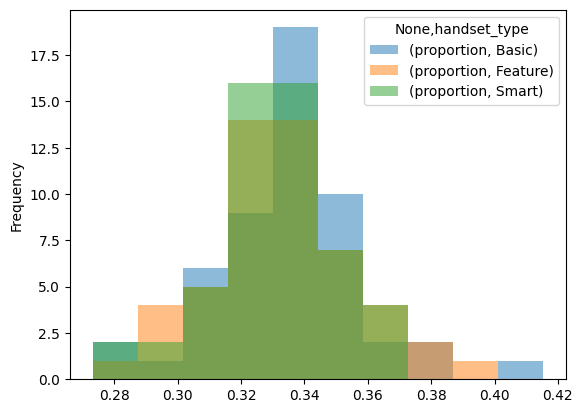 None,handset_type
(proportion, Basic)
(proportion, Feature)
(proportion, Smart)
Frequency
17.5
15.0
12.5
10.0
7.5
5.0
2.5
0.0
0.28 0.30 0.32 0.34 0.36 0.38 0.40 0.42